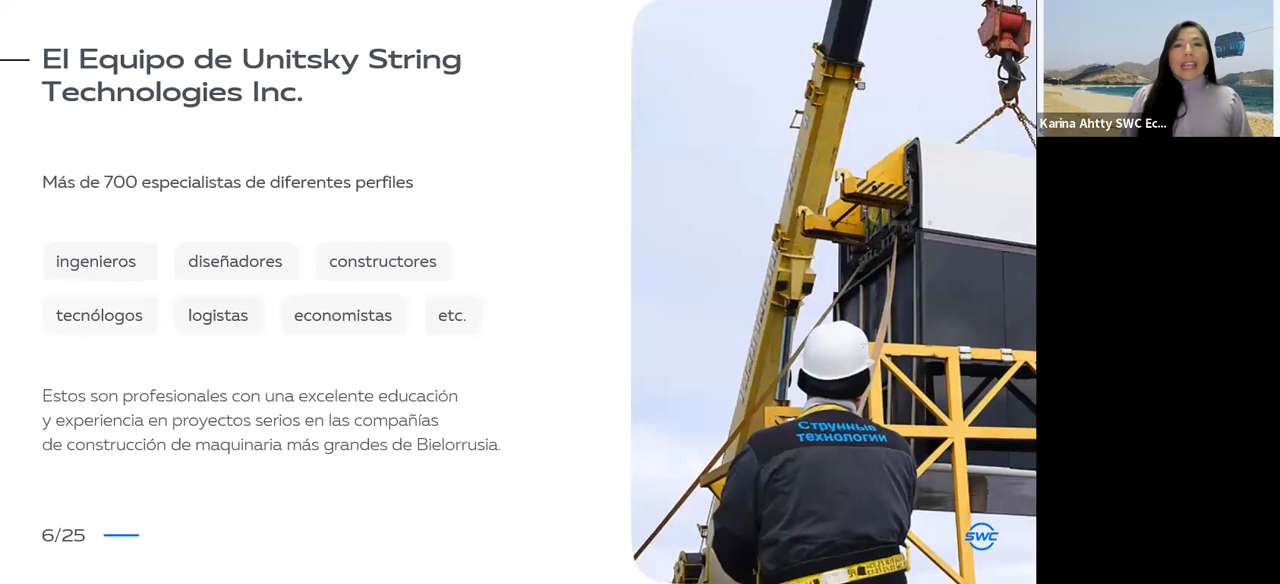 El Equipo de Unitsky String
Technologies Inc.
Más de 700 especialistas de diferentes perfiles
ingenieros
diseñadores
constructores
tecnólogos
logistas
economistas
etc.
Estos son profesionales con una excelente educación
y experiencia en proyectos serios en las compañías
de construcción de maquinaria más grandes de Bielorrusia.
6/25
Струнные
технологии
SWC
Karina Ahtty SWC Ec...